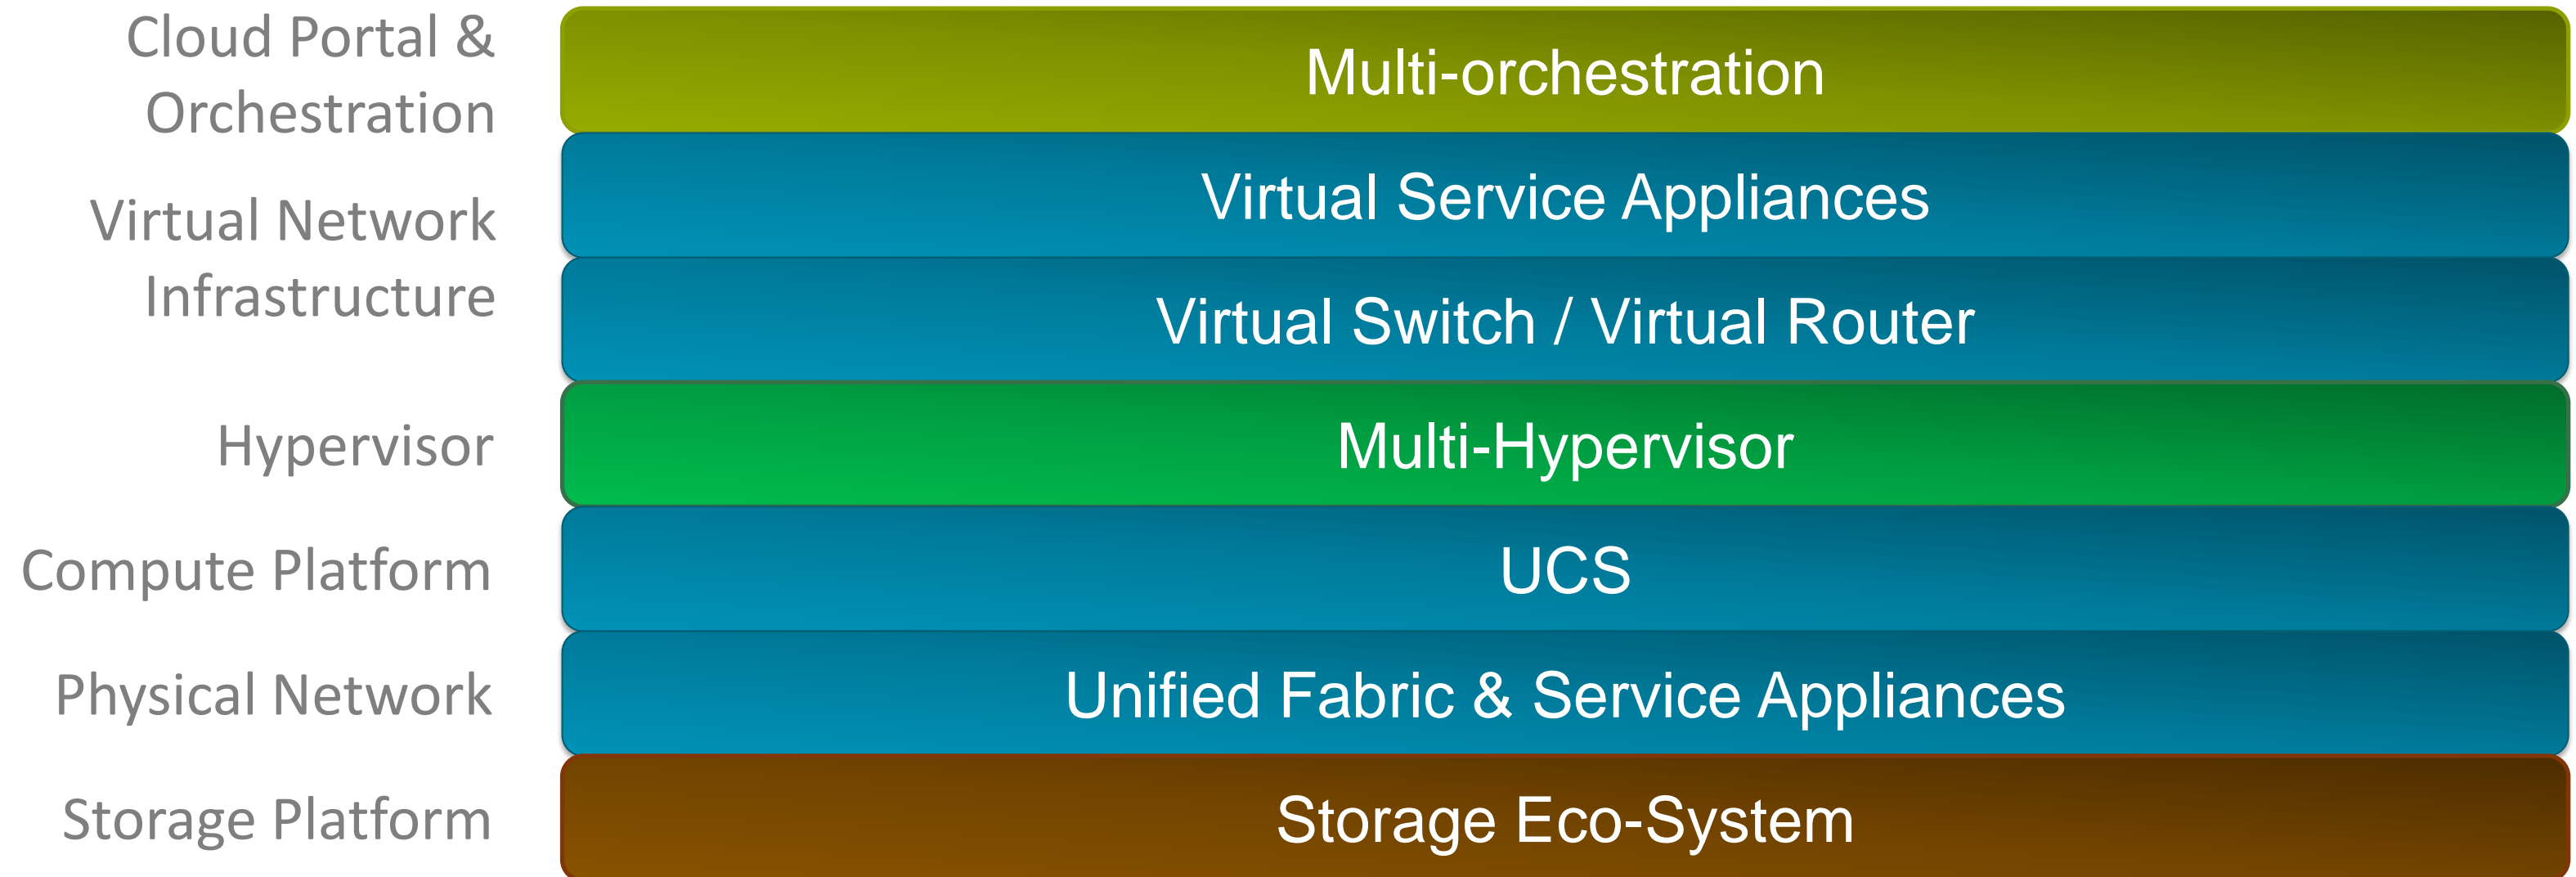 Cloud Portal &
Orchestration
Multi-orchestration
Virtual Network
Infrastructure
Virtual Service Appliances
Virtual Switch / Virtual Router
Hypervisor
Multi-Hypervisor
Compute Platform
UCS
Physical Network
Unified Fabric & Service Appliances
Storage Platform
Storage Eco-System